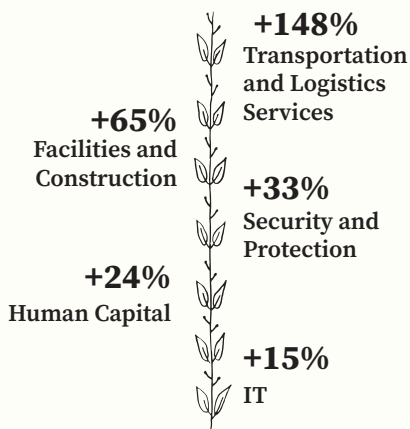 +148%
Transportation
and Logistics
Services
+65%
Facilities and
Construction
+33%
Security and
Protection
+24%
Human Capital
+15%
IT